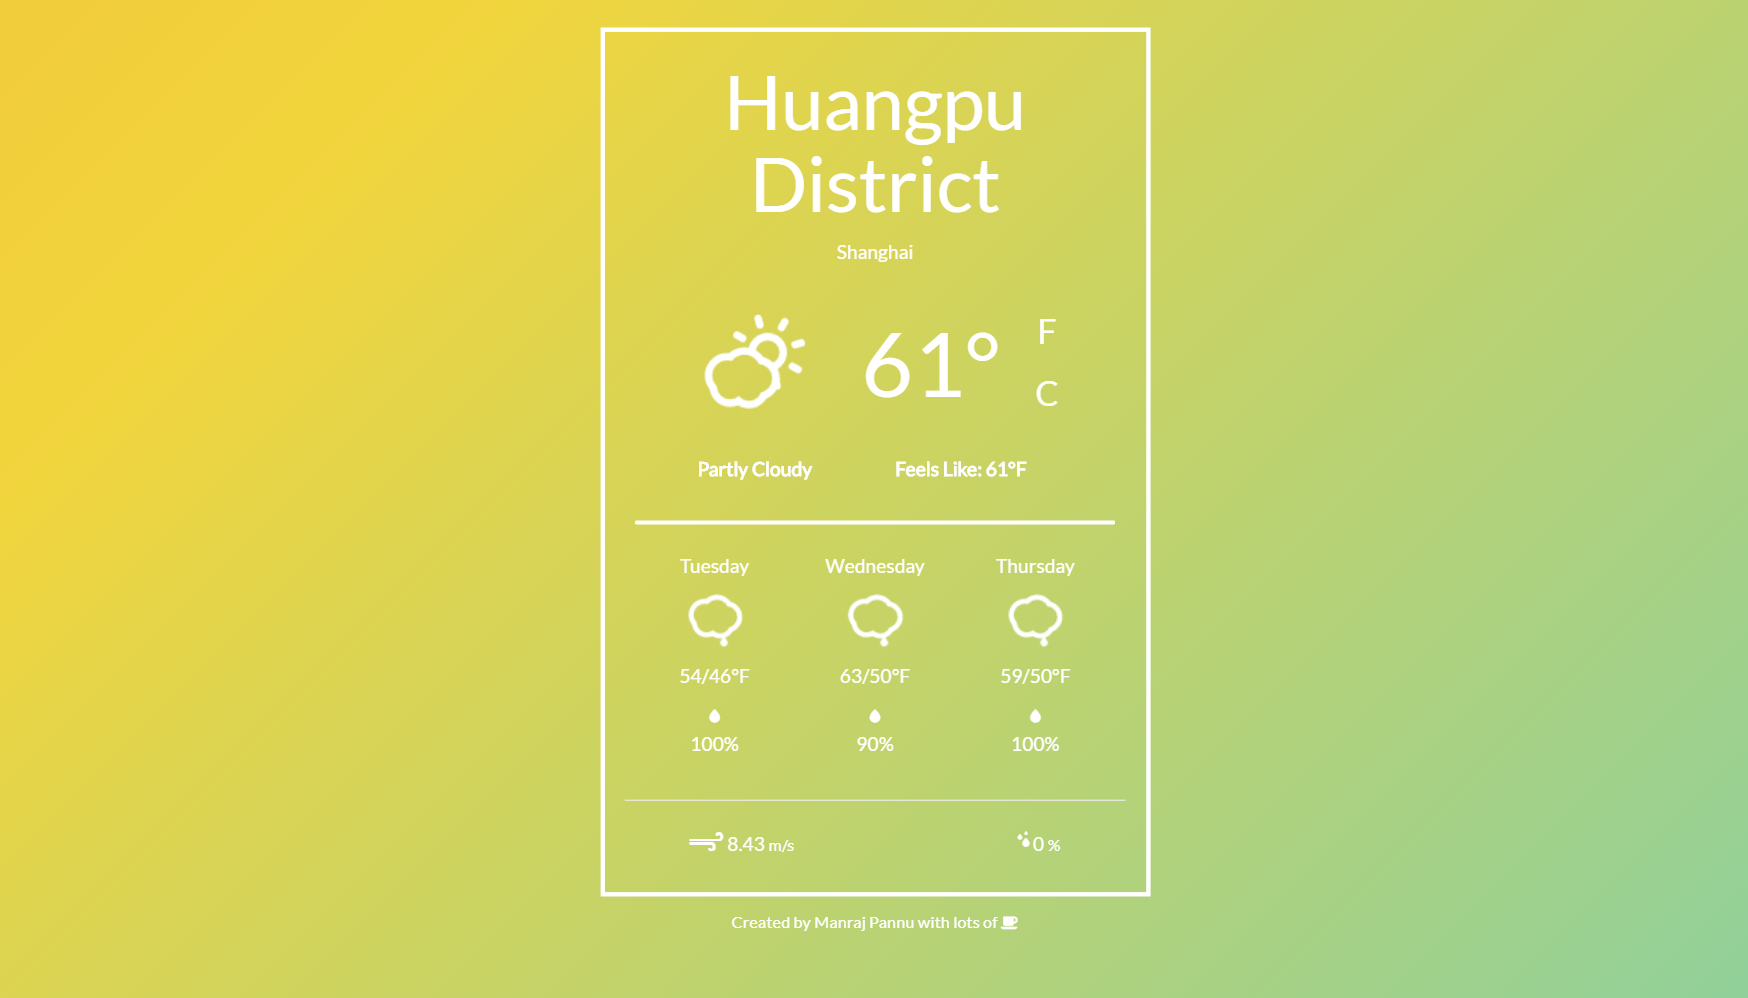 Huangpu
District
Shanghai
61°
F
C
Partly Cloudy
Feels Like: 61°F
Tuesday
Wednesday
Thursday
54/46°F
63/50°F
59/50°F
100%
90%
100%
8.43 m/s
0 %
Created by Manraj Pannu with lots of